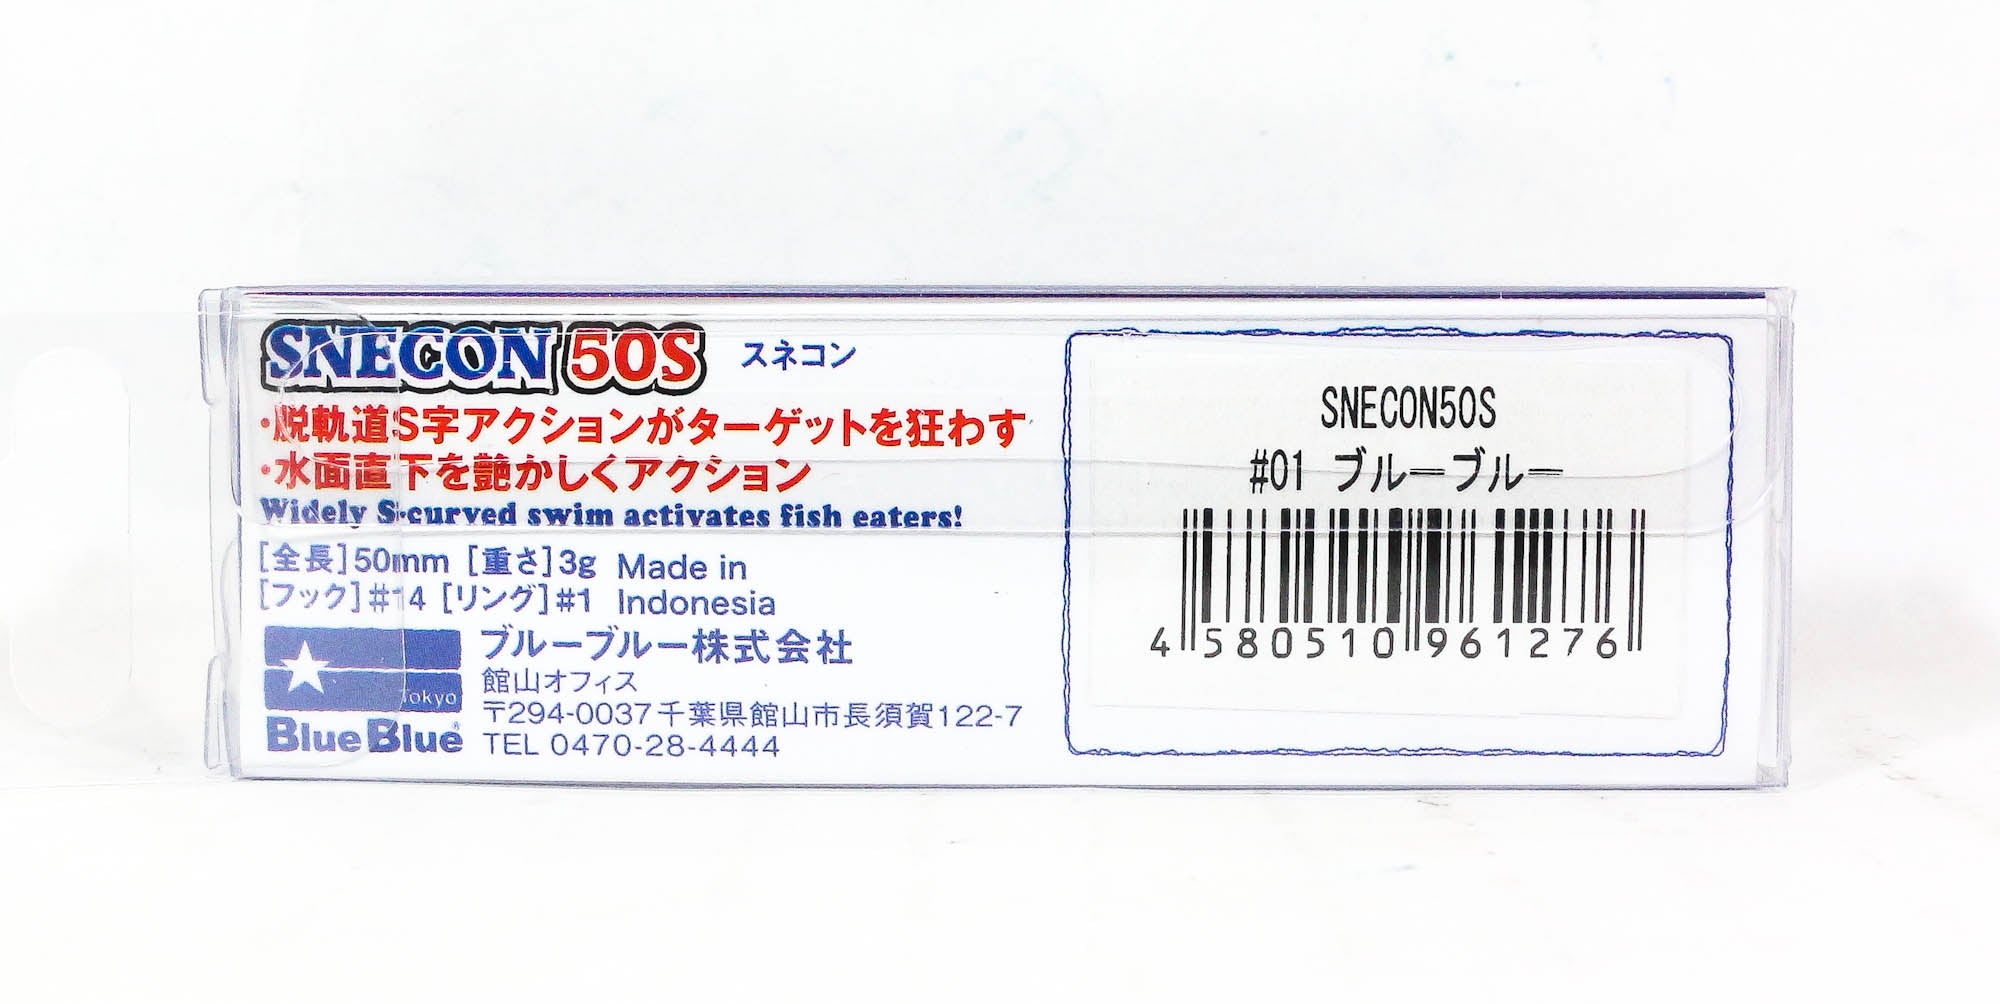 SNECON 50S スネコン
・脱軌道S字アクションがターゲットを狂わす
・水面直下を艶かしくアクション
Widely S-curved swim activates fish eaters!
[全長]50mm [重さ]3g Made in
[フック]#14 [リング]#1 Indonesia
Tokyo
BlueBlue®
ブルーブルー株式会社
館山オフィス
〒294-0037千葉県館山市長須賀122-7
TEL 0470-28-4444
SNECON50S
#01 ブルーブルー
4 580510 961276